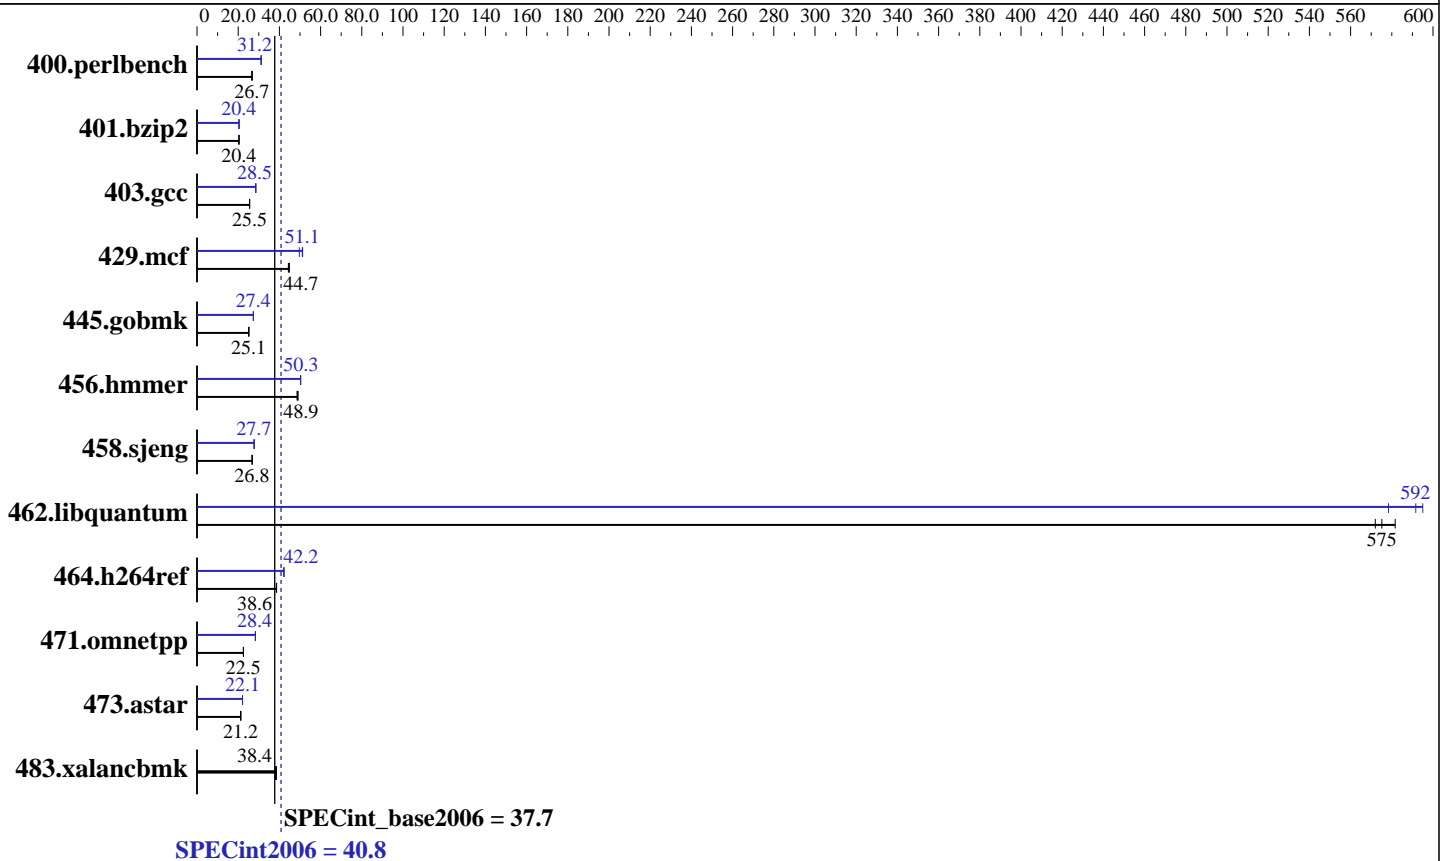 0 20.0 40.0 60.0 80.0 100 120 140 160 180 200 220 240 260 280 300 320 340 360 380 400 420 440 460 480 500 520 540 560 600
31.2
400.perlbench
26.7
20.4
401.bzip2
20.4
28.5
403.gcc
25.5
51.1
429.mcf
44.7
27.4
445.gobmk
25.1
50.3
456.hmmer
48.9
27.7
458.sjeng
26.8
592
462.libquantum
575
42.2
464.h264ref
38.6
28.4
471.omnetpp
22.5
22.1
473.astar
21.2
38.4
483.xalancbmk
SPECint_base2006 = 37.7
SPECint2006 = 40.8